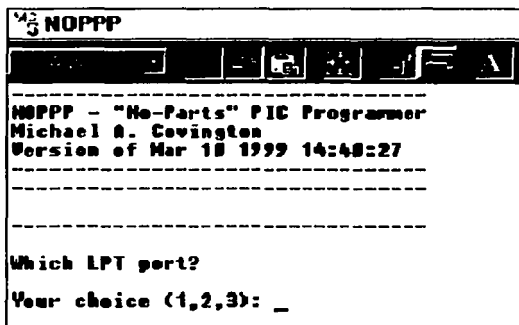 NOPPP
A
NOPPP - "No-Parts" PIC Programmer
Michael A. Covington
Version of Mar 10 1999 14:40:27
Which LPT port?
Your choice (1,2,3): _